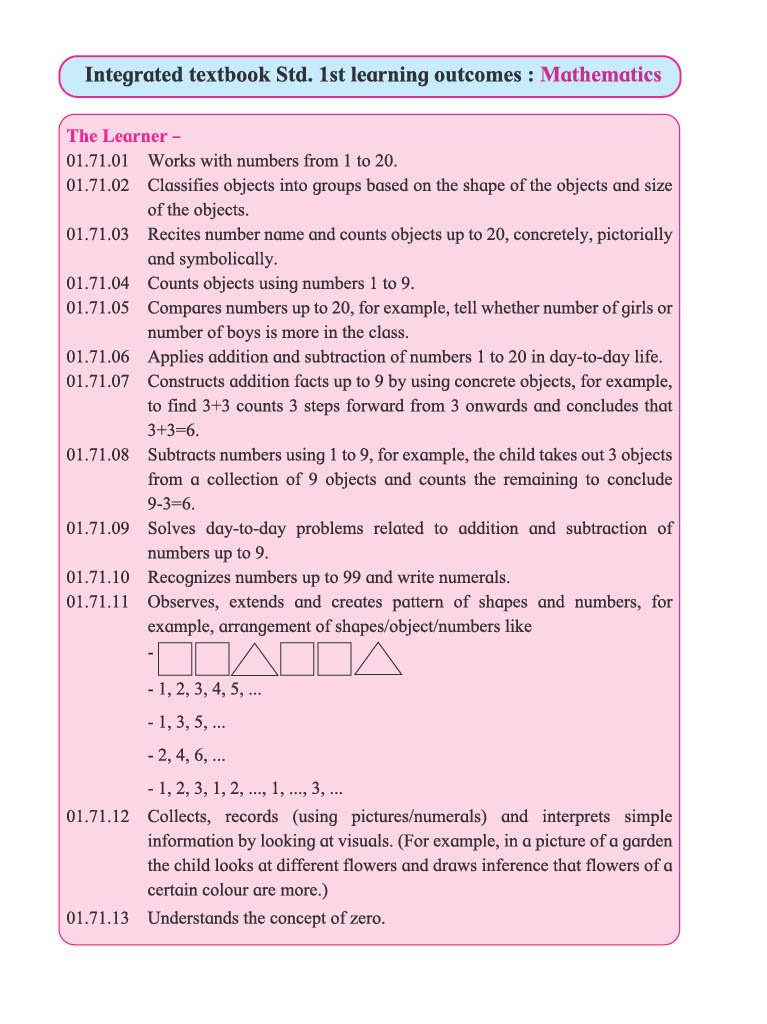 Integrated textbook Std. 1st learning outcomes : Mathematics
The Learner –
01.71.01 Works with numbers from 1 to 20.
01.71.02 Classifies objects into groups based on the shape of the objects and size
of the objects.
01.71.03 Recites number name and counts objects up to 20, concretely, pictorially
and symbolically.
01.71.04 Counts objects using numbers 1 to 9.
01.71.05 Compares numbers up to 20, for example, tell whether number of girls or
number of boys is more in the class.
01.71.06 Applies addition and subtraction of numbers 1 to 20 in day-to-day life.
01.71.07 Constructs addition facts up to 9 by using concrete objects, for example,
to find 3+3 counts 3 steps forward from 3 onwards and concludes that
3+3=6.
01.71.08 Subtracts numbers using 1 to 9, for example, the child takes out 3 objects
from a collection of 9 objects and counts the remaining to conclude
9-3=6.
01.71.09 Solves day-to-day problems related to addition and subtraction of
numbers up to 9.
01.71.10 Recognizes numbers up to 99 and write numerals.
01.71.11 Observes, extends and creates pattern of shapes and numbers, for
example, arrangement of shapes/object/numbers like
-
- 1, 2, 3, 4, 5, ...
- 1, 3, 5, ...
- 2, 4, 6, ...
- 1, 2, 3, 1, 2, ..., 1, ..., 3, ...
01.71.12 Collects, records (using pictures/numerals) and interprets simple
information by looking at visuals. (For example, in a picture of a garden
the child looks at different flowers and draws inference that flowers of a
certain colour are more.)
01.71.13 Understands the concept of zero.